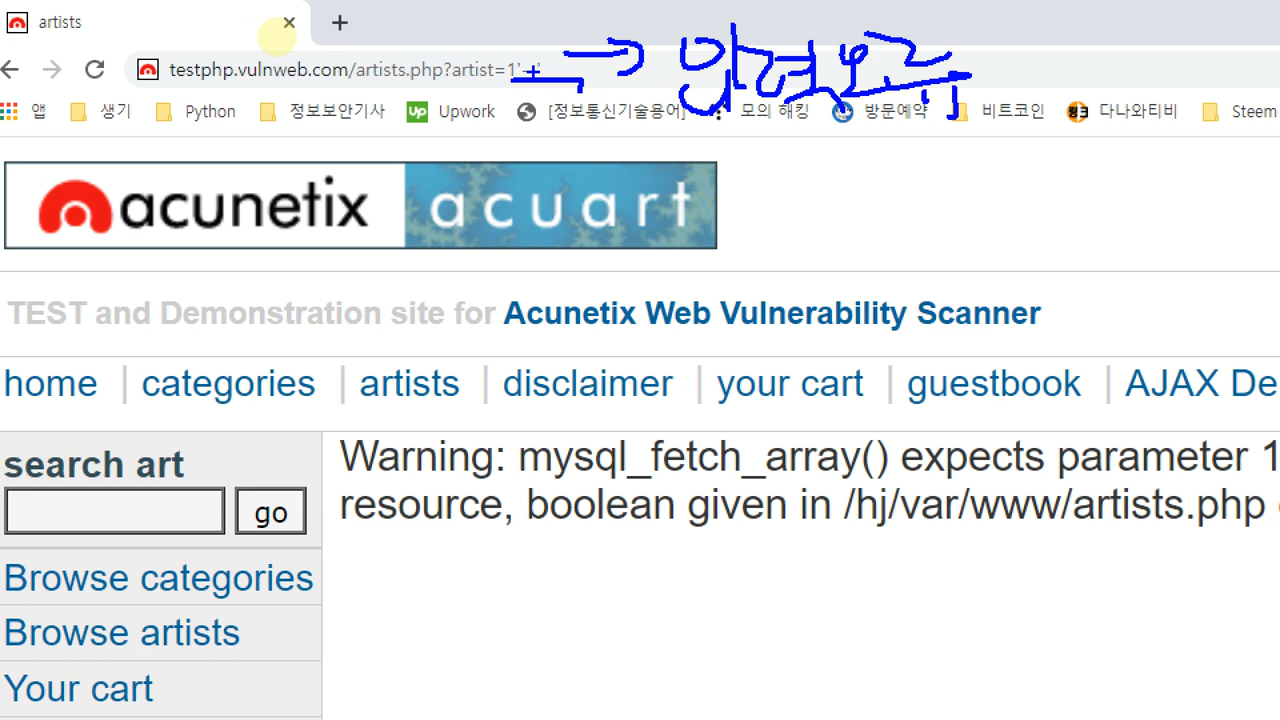 artists
testphp.vulnweb.com/artists.php?artist=1'
→ 입력오류
앱 생기 Python 정보보안기사 Upwork [정보통신기술용어] 모의 해킹 방문예약 비트코인 다나와티비 Steem
acunetix acuart
TEST and Demonstration site for Acunetix Web Vulnerability Scanner
home | categories | artists | disclaimer | your cart | guestbook | AJAX De
search art
go
Warning: mysql_fetch_array() expects parameter 1
resource, boolean given in /hj/var/www/artists.php
Browse categories
Browse artists
Your cart